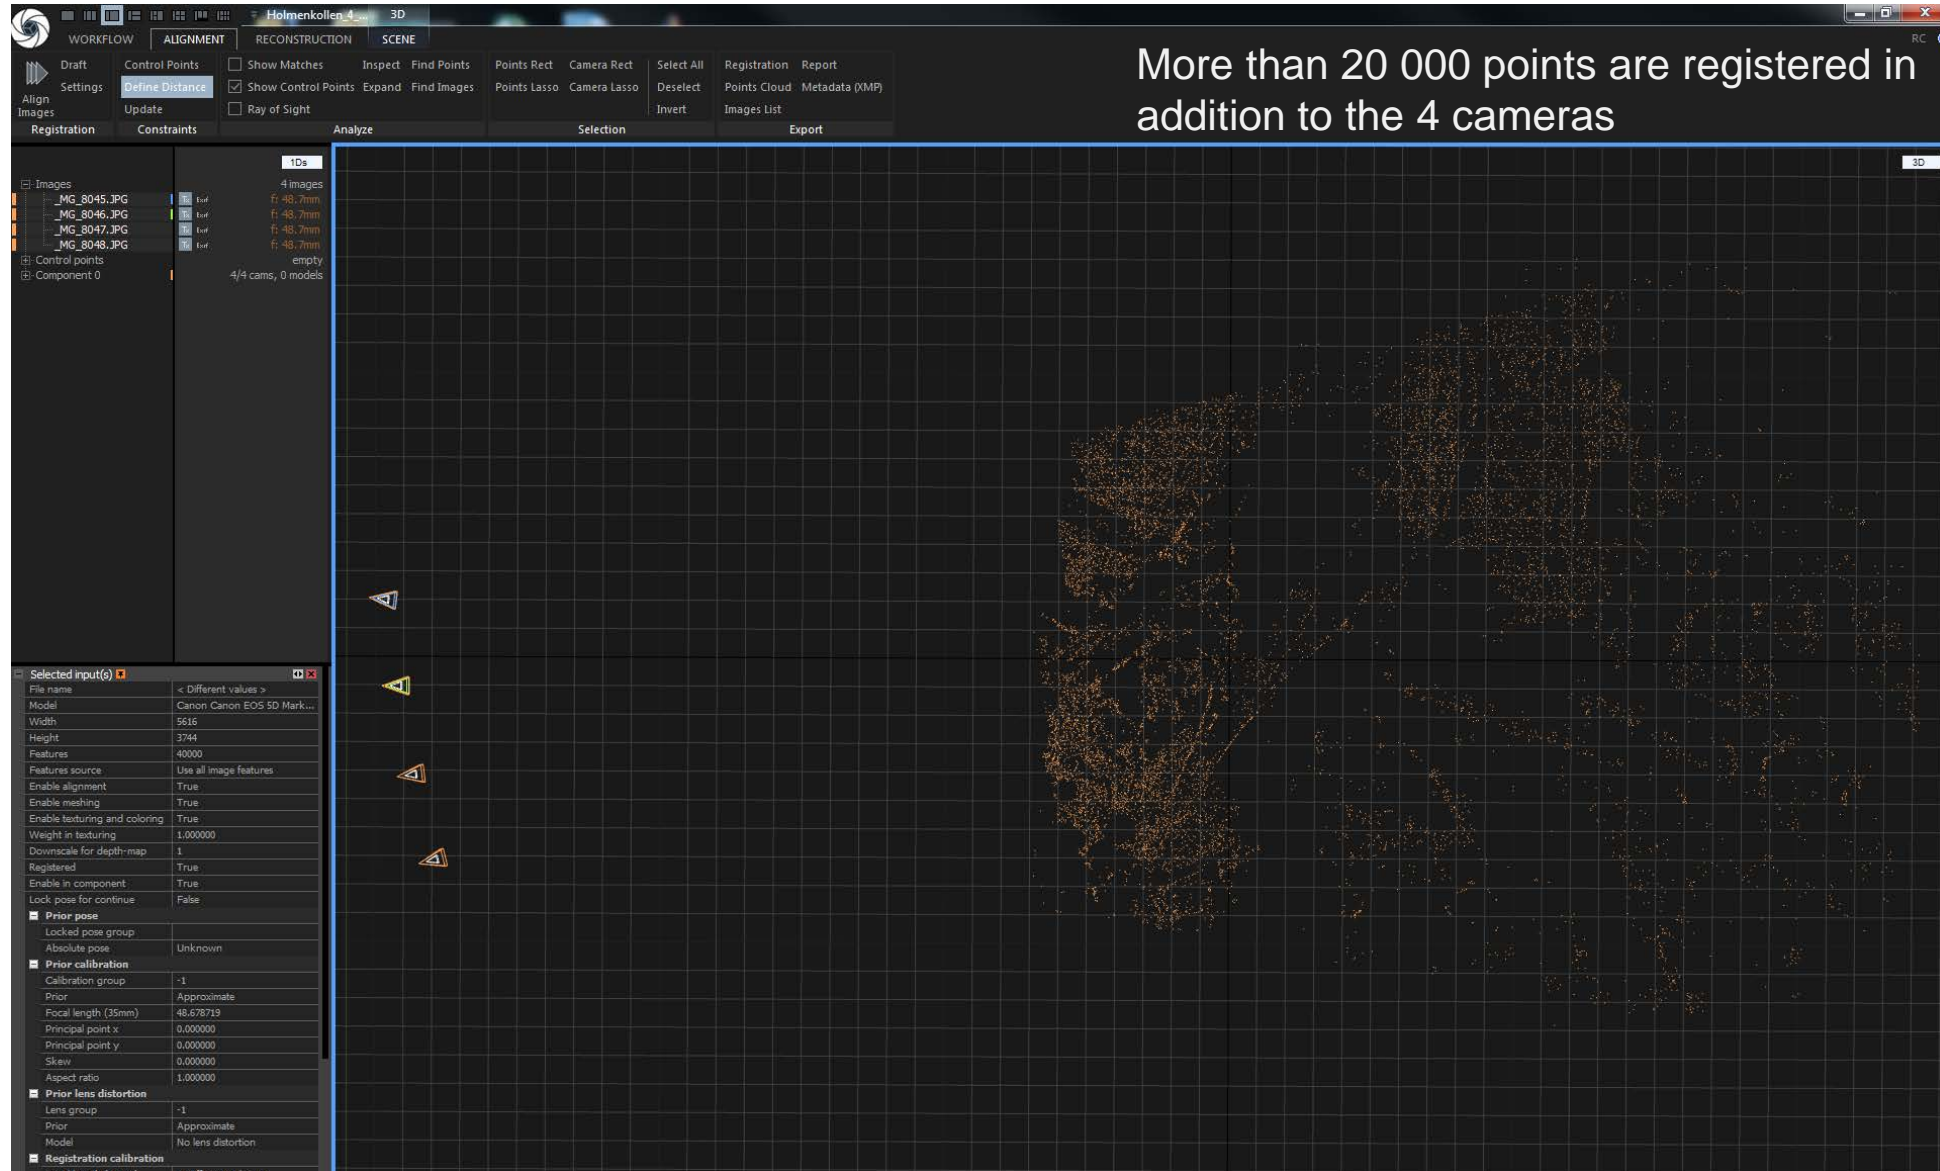 Holmenkollen_4_... 3D
WORKFLOW ALIGNMENT RECONSTRUCTION SCENE
RC
More than 20 000 points are registered in
addition to the 4 cameras
Draft Control Points Show Matches Inspect Find Points Points Rect Camera Rect Select All Registration Report
Settings Define Distance Show Control Points Expand Find Images Points Lasso Camera Lasso Deselect Points Cloud Metadata (XMP)
Align
Images
Update Ray of Sight Invert Images List
Registration Constraints Analyze Selection Export
1Ds
3D
Images 4 images
_MG_8045.JPG f: 48.7mm
_MG_8046.JPG f: 48.7mm
_MG_8047.JPG f: 48.7mm
_MG_8048.JPG f: 48.7mm
Control points empty
Component 0 4/4 cams, 0 models
Selected input(s)
File name < Different values >
Model Canon Canon EOS 5D Mark...
Width 5616
Height 3744
Features 40000
Features source Use all image features
Enable alignment True
Enable meshing True
Enable texturing and coloring True
Weight in texturing 1.000000
Downscale for depth-map 1
Registered True
Enable in component True
Lock pose for continue False
Prior pose
Locked pose group
Absolute pose Unknown
Prior calibration
Calibration group -1
Prior Approximate
Focal length (35mm) 48.678719
Principal point x 0.000000
Principal point y 0.000000
Skew 0.000000
Aspect ratio 1.000000
Prior lens distortion
Lens group -1
Prior Approximate
Model No lens distortion
Registration calibration